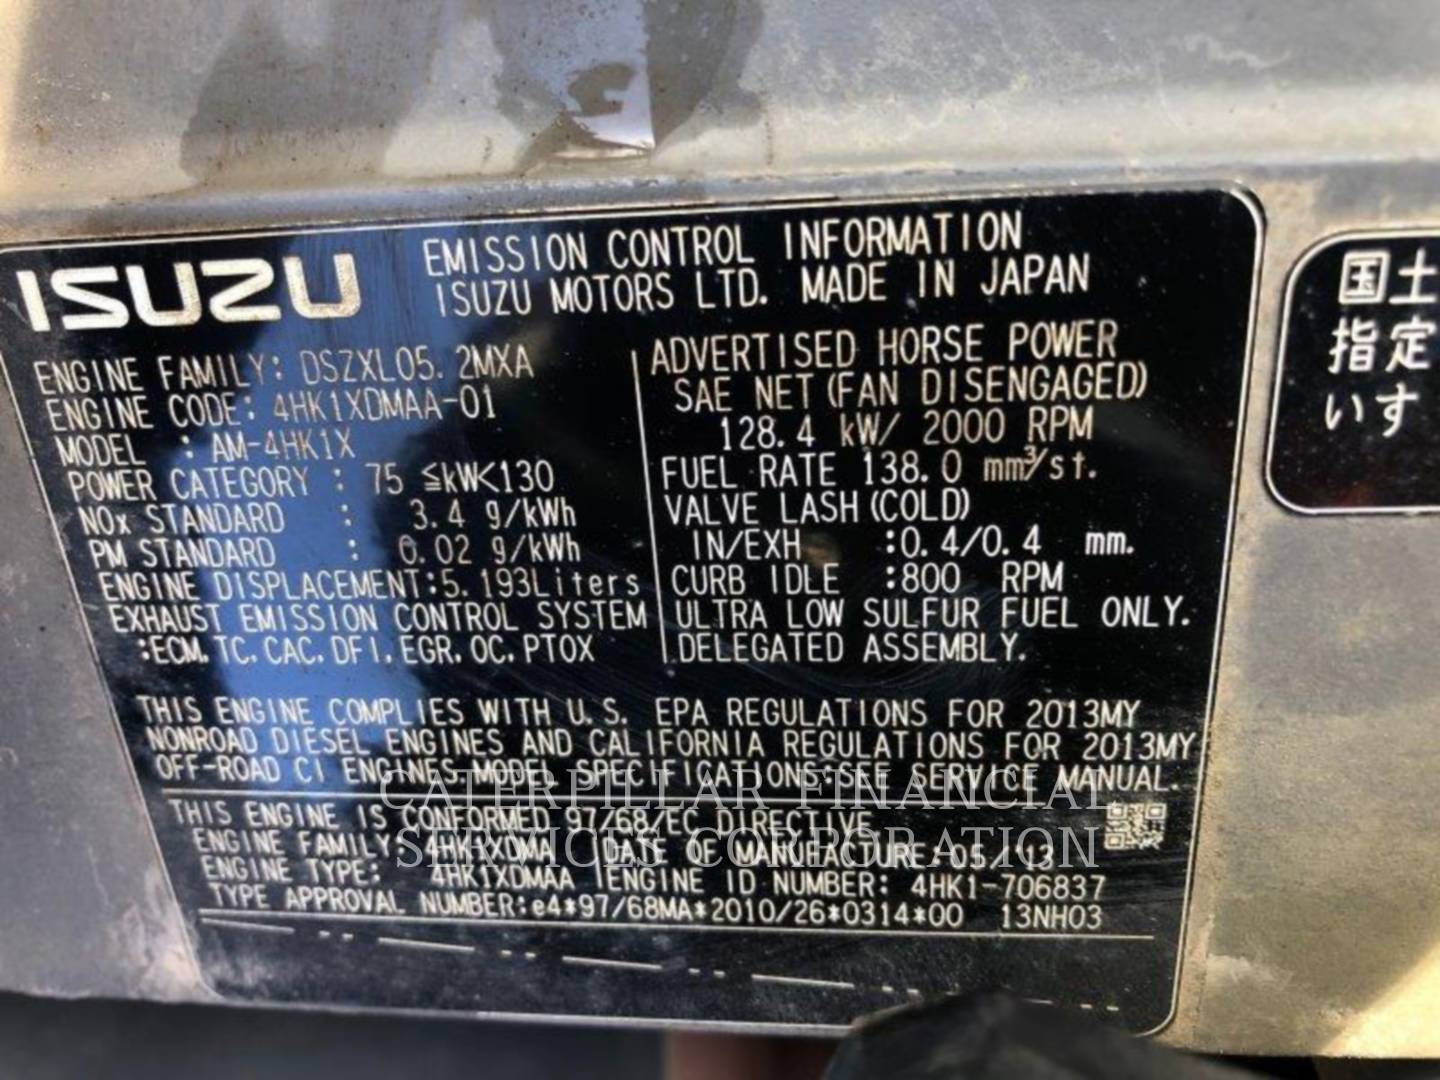 ISUZU
EMISSION CONTROL INFORMATION
ISUZU MOTORS LTD. MADE IN JAPAN
ENGINE FAMILY: DSZXL05. 2MXA
ENGINE CODE: 4HK1XDMAA-01
MODEL : AM-4HK1X
POWER CATEGORY : 75 ≦kW<130
NOx STANDARD : 3.4 g/kWh
PM STANDARD : 0.02 g/kWh
ENGINE DISPLACEMENT:5.193Liters
EXHAUST EMISSION CONTROL SYSTEM
:ECM, TC, CAC, DFI, EGR, OC, PTOX
ADVERTISED HORSE POWER
SAE NET (FAN DISENGAGED)
128.4 kW/ 2000 RPM
FUEL RATE 138.0 mm³/st.
VALVE LASH (COLD)
IN/EXH :0.4/0.4 mm.
CURB IDLE :800 RPM
ULTRA LOW SULFUR FUEL ONLY.
DELEGATED ASSEMBLY.
THIS ENGINE COMPLIES WITH U.S. EPA REGULATIONS FOR 2013MY
NONROAD DIESEL ENGINES AND CALIFORNIA REGULATIONS FOR 2013MY
OFF-ROAD CI ENGINES.MODEL SPECIFICATIONS:SEE SERVICE MANUAL.
THIS ENGINE IS CONFORMED 97/68/EC DIRECTIVE.
ENGINE FAMILY: 4HK1XDMA
DATE OF MANUFACTURE: 05/'13
ENGINE TYPE: 4HK1XDMAA
ENGINE ID NUMBER: 4HK1-706837
TYPE APPROVAL NUMBER:e4*97/68MA*2010/26*0314*00 13NH03
CATERPILLAR FINANCIAL
SERVICES CORPORATION
国土
指定
います